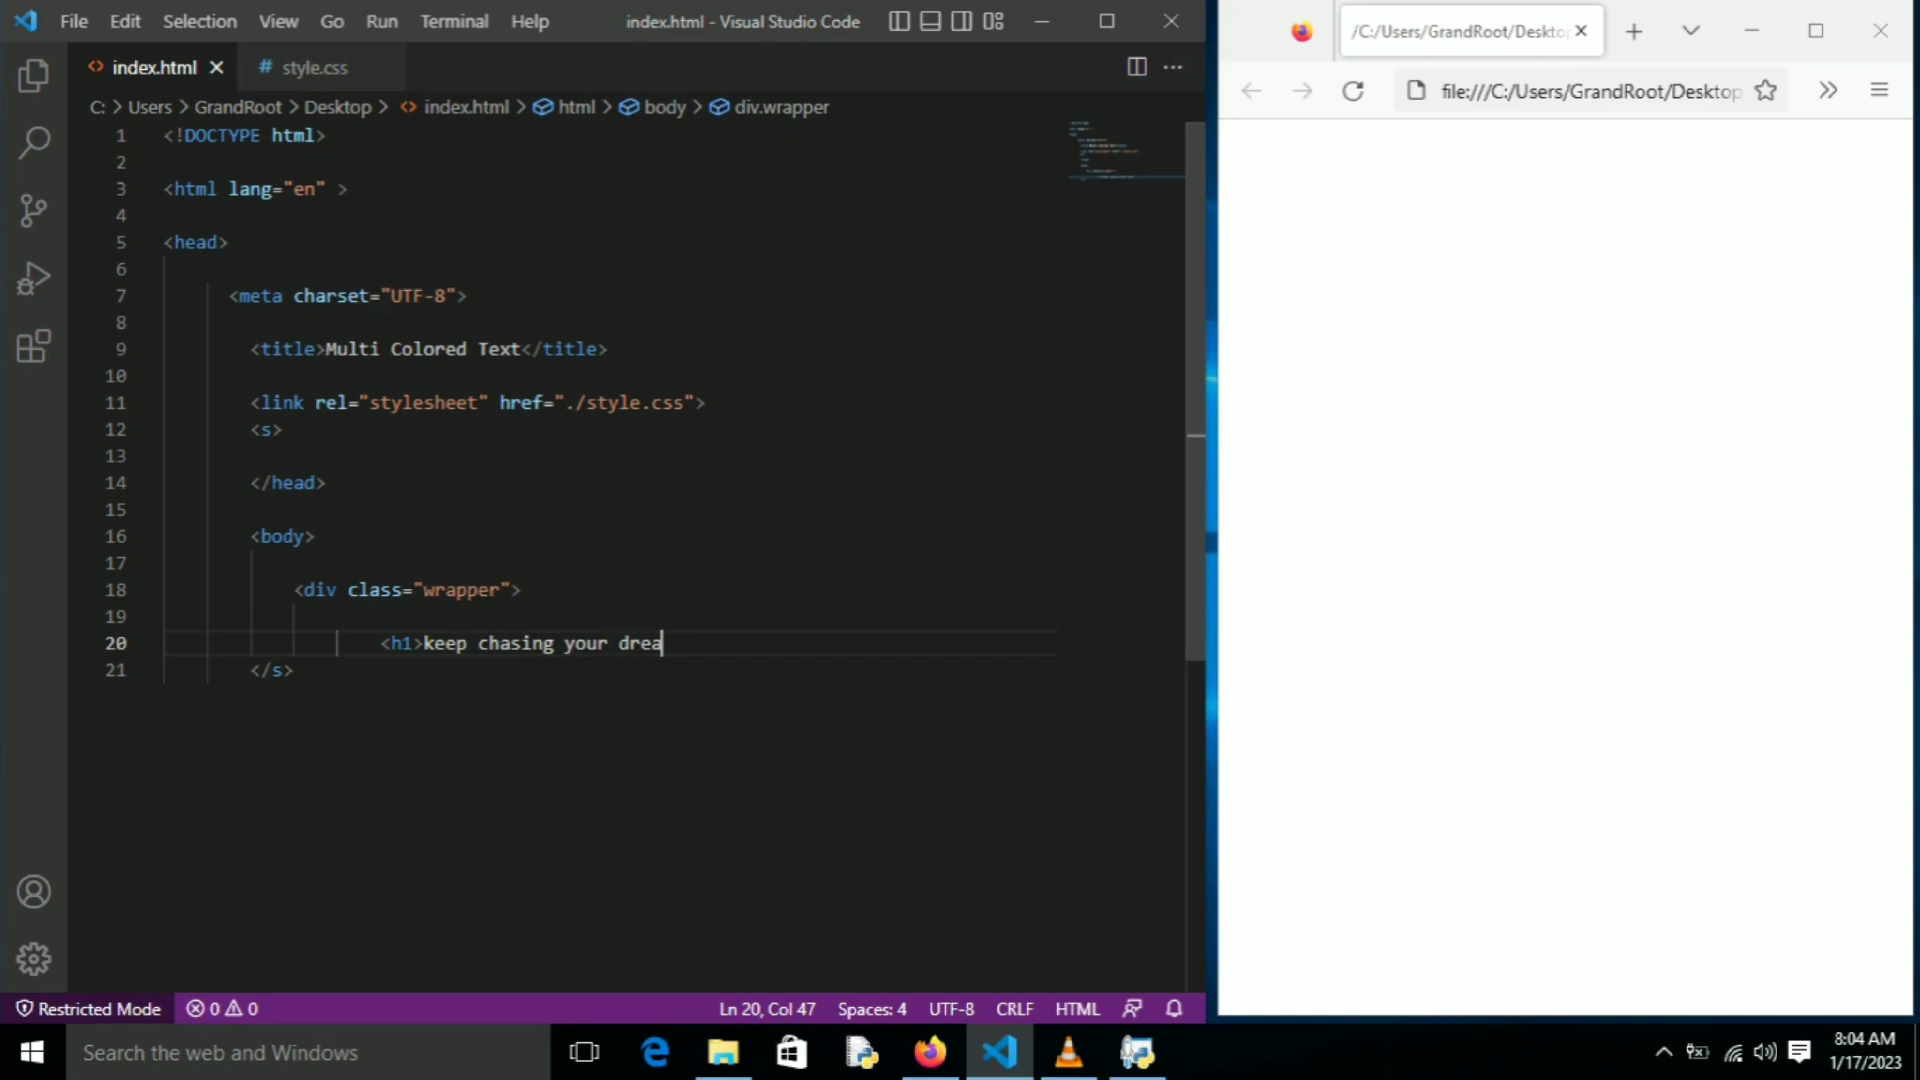 File Edit Selection View Go Run Terminal Help index.html - Visual Studio Code
index.html # style.css
C: > Users > GrandRoot > Desktop > index.html > html > body > div.wrapper
1 <!DOCTYPE html>
2
3 <html lang="en" >
4
5 <head>
6
7 <meta charset="UTF-8">
8
9 <title>Multi Colored Text</title>
10
11 <link rel="stylesheet" href="./style.css">
12 <s>
13
14 </head>
15
16 <body>
17
18 <div class="wrapper">
19
20 <h1>keep chasing your drea
21 </s>
Restricted Mode 0 0 Ln 20, Col 47 Spaces: 4 UTF-8 CRLF HTML
/C:/Users/GrandRoot/Deskto
file:///C:/Users/GrandRoot/Desktop
Search the web and Windows
8:04 AM
1/17/2023